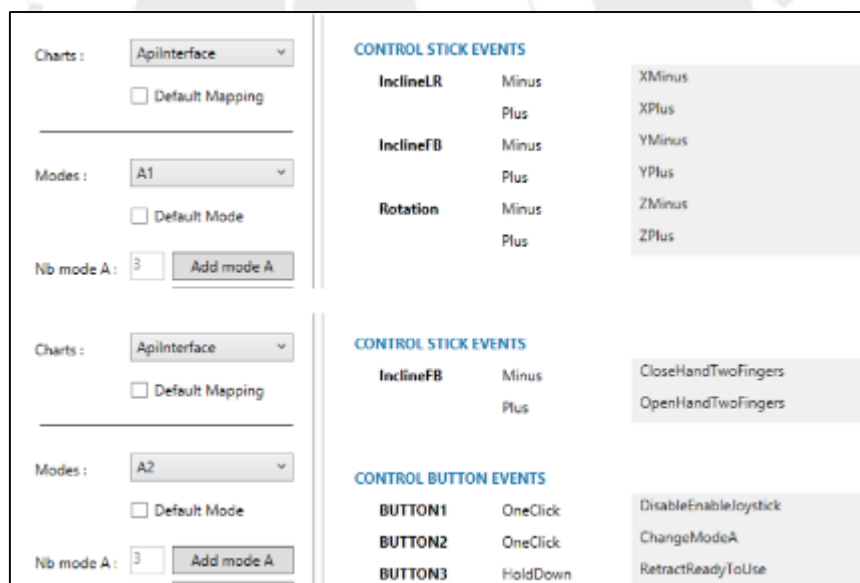 Charts :
ApiInterface
Default Mapping
Modes :
A1
Default Mode
Nb mode A :
3
Add mode A
CONTROL STICK EVENTS
InclineLR Minus XMinus
Plus XPlus
InclineFB Minus YMinus
Plus YPlus
Rotation Minus ZMinus
Plus ZPlus
Charts :
ApiInterface
Default Mapping
Modes :
A2
Default Mode
Nb mode A :
3
Add mode A
CONTROL STICK EVENTS
InclineFB Minus CloseHandTwoFingers
Plus OpenHandTwoFingers
CONTROL BUTTON EVENTS
BUTTON1 OneClick DisableEnableJoystick
BUTTON2 OneClick ChangeModeA
BUTTON3 HoldDown RetractReadyToUse